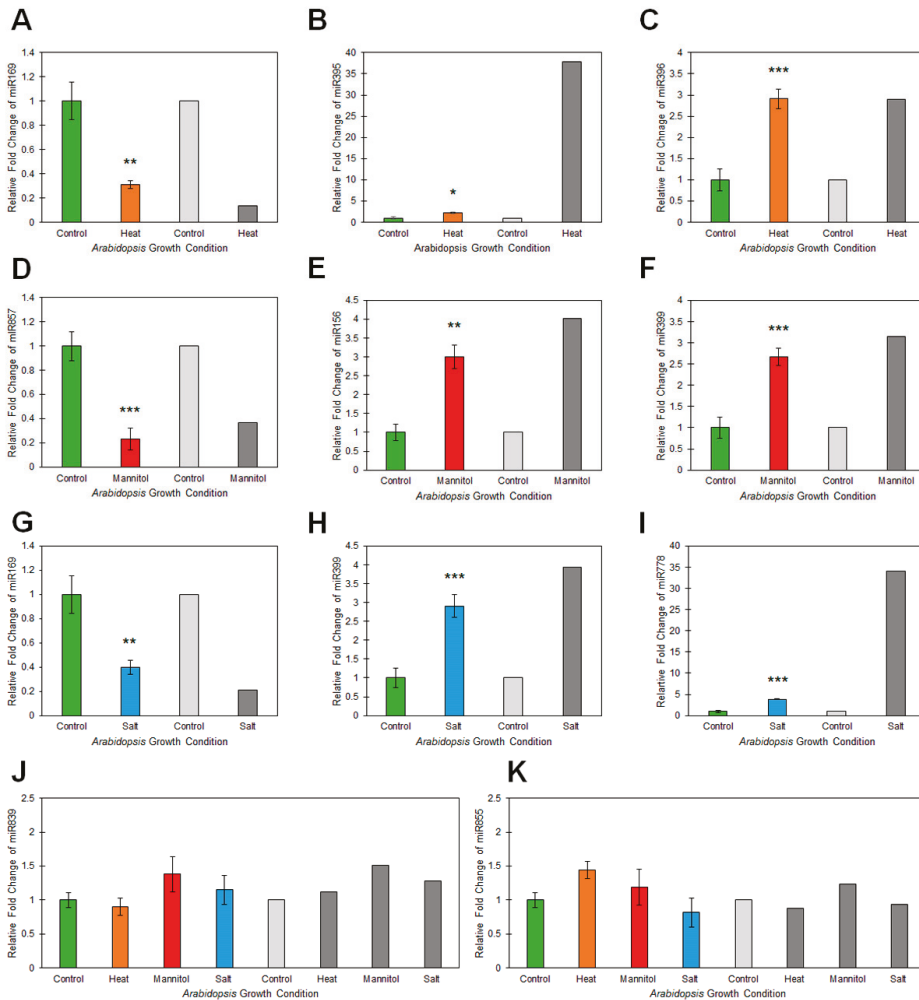 A
Relative Fold Change of miR169
1.4
1.2
1
0.8
0.6
0.4
0.2
0
**
Control Heat Control Heat
Arabidopsis Growth Condition
B
Relative Fold Change of miR395
40
35
30
25
20
15
10
5
0
*
Control Heat Control Heat
Arabidopsis Growth Condition
C
Relative Fold Chnage of miR396
4
3.5
3
2.5
2
1.5
1
0.5
0
***
Control Heat Control Heat
Arabidopsis Growth Condition
D
Relative Fold Change of mIR857
1.4
1.2
1
0.8
0.6
0.4
0.2
0
***
Control Mannitol Control Mannitol
Arabidopsis Growth Condition
E
Relative Fold Change of miR156
4.5
4
3.5
3
2.5
2
1.5
1
0.5
0
**
Control Mannitol Control Mannitol
Arabidopsis Growth Condition
F
Relative Fold Change of miR399
4
3.5
3
2.5
2
1.5
1
0.5
0
***
Control Mannitol Control Mannitol
Arabidopsis Growth Condition
G
Relative Fold Change of miR169
1.4
1.2
1
0.8
0.6
0.4
0.2
0
**
Control Salt Control Salt
Arabidopsis Growth Condition
H
Relative Fold Change of miR399
4.5
4
3.5
3
2.5
2
1.5
1
0.5
0
***
Control Salt Control Salt
Arabidopsis Growth Condition
I
Relartive Fold Change of miR778
40
35
30
25
20
15
10
5
0
***
Control Salt Control Salt
Arabidopsis Growth Condition
J
Relative Fold Change of miR839
2.5
2
1.5
1
0.5
0
Control Heat Mannitol Salt Control Heat Mannitol Salt
Arabidopsis Growth Condition
K
Relative Fold Change of miR855
2.5
2
1.5
1
0.5
0
Control Heat Mannitol Salt Control Heat Mannitol Salt
Arabidopsis Growth Condition